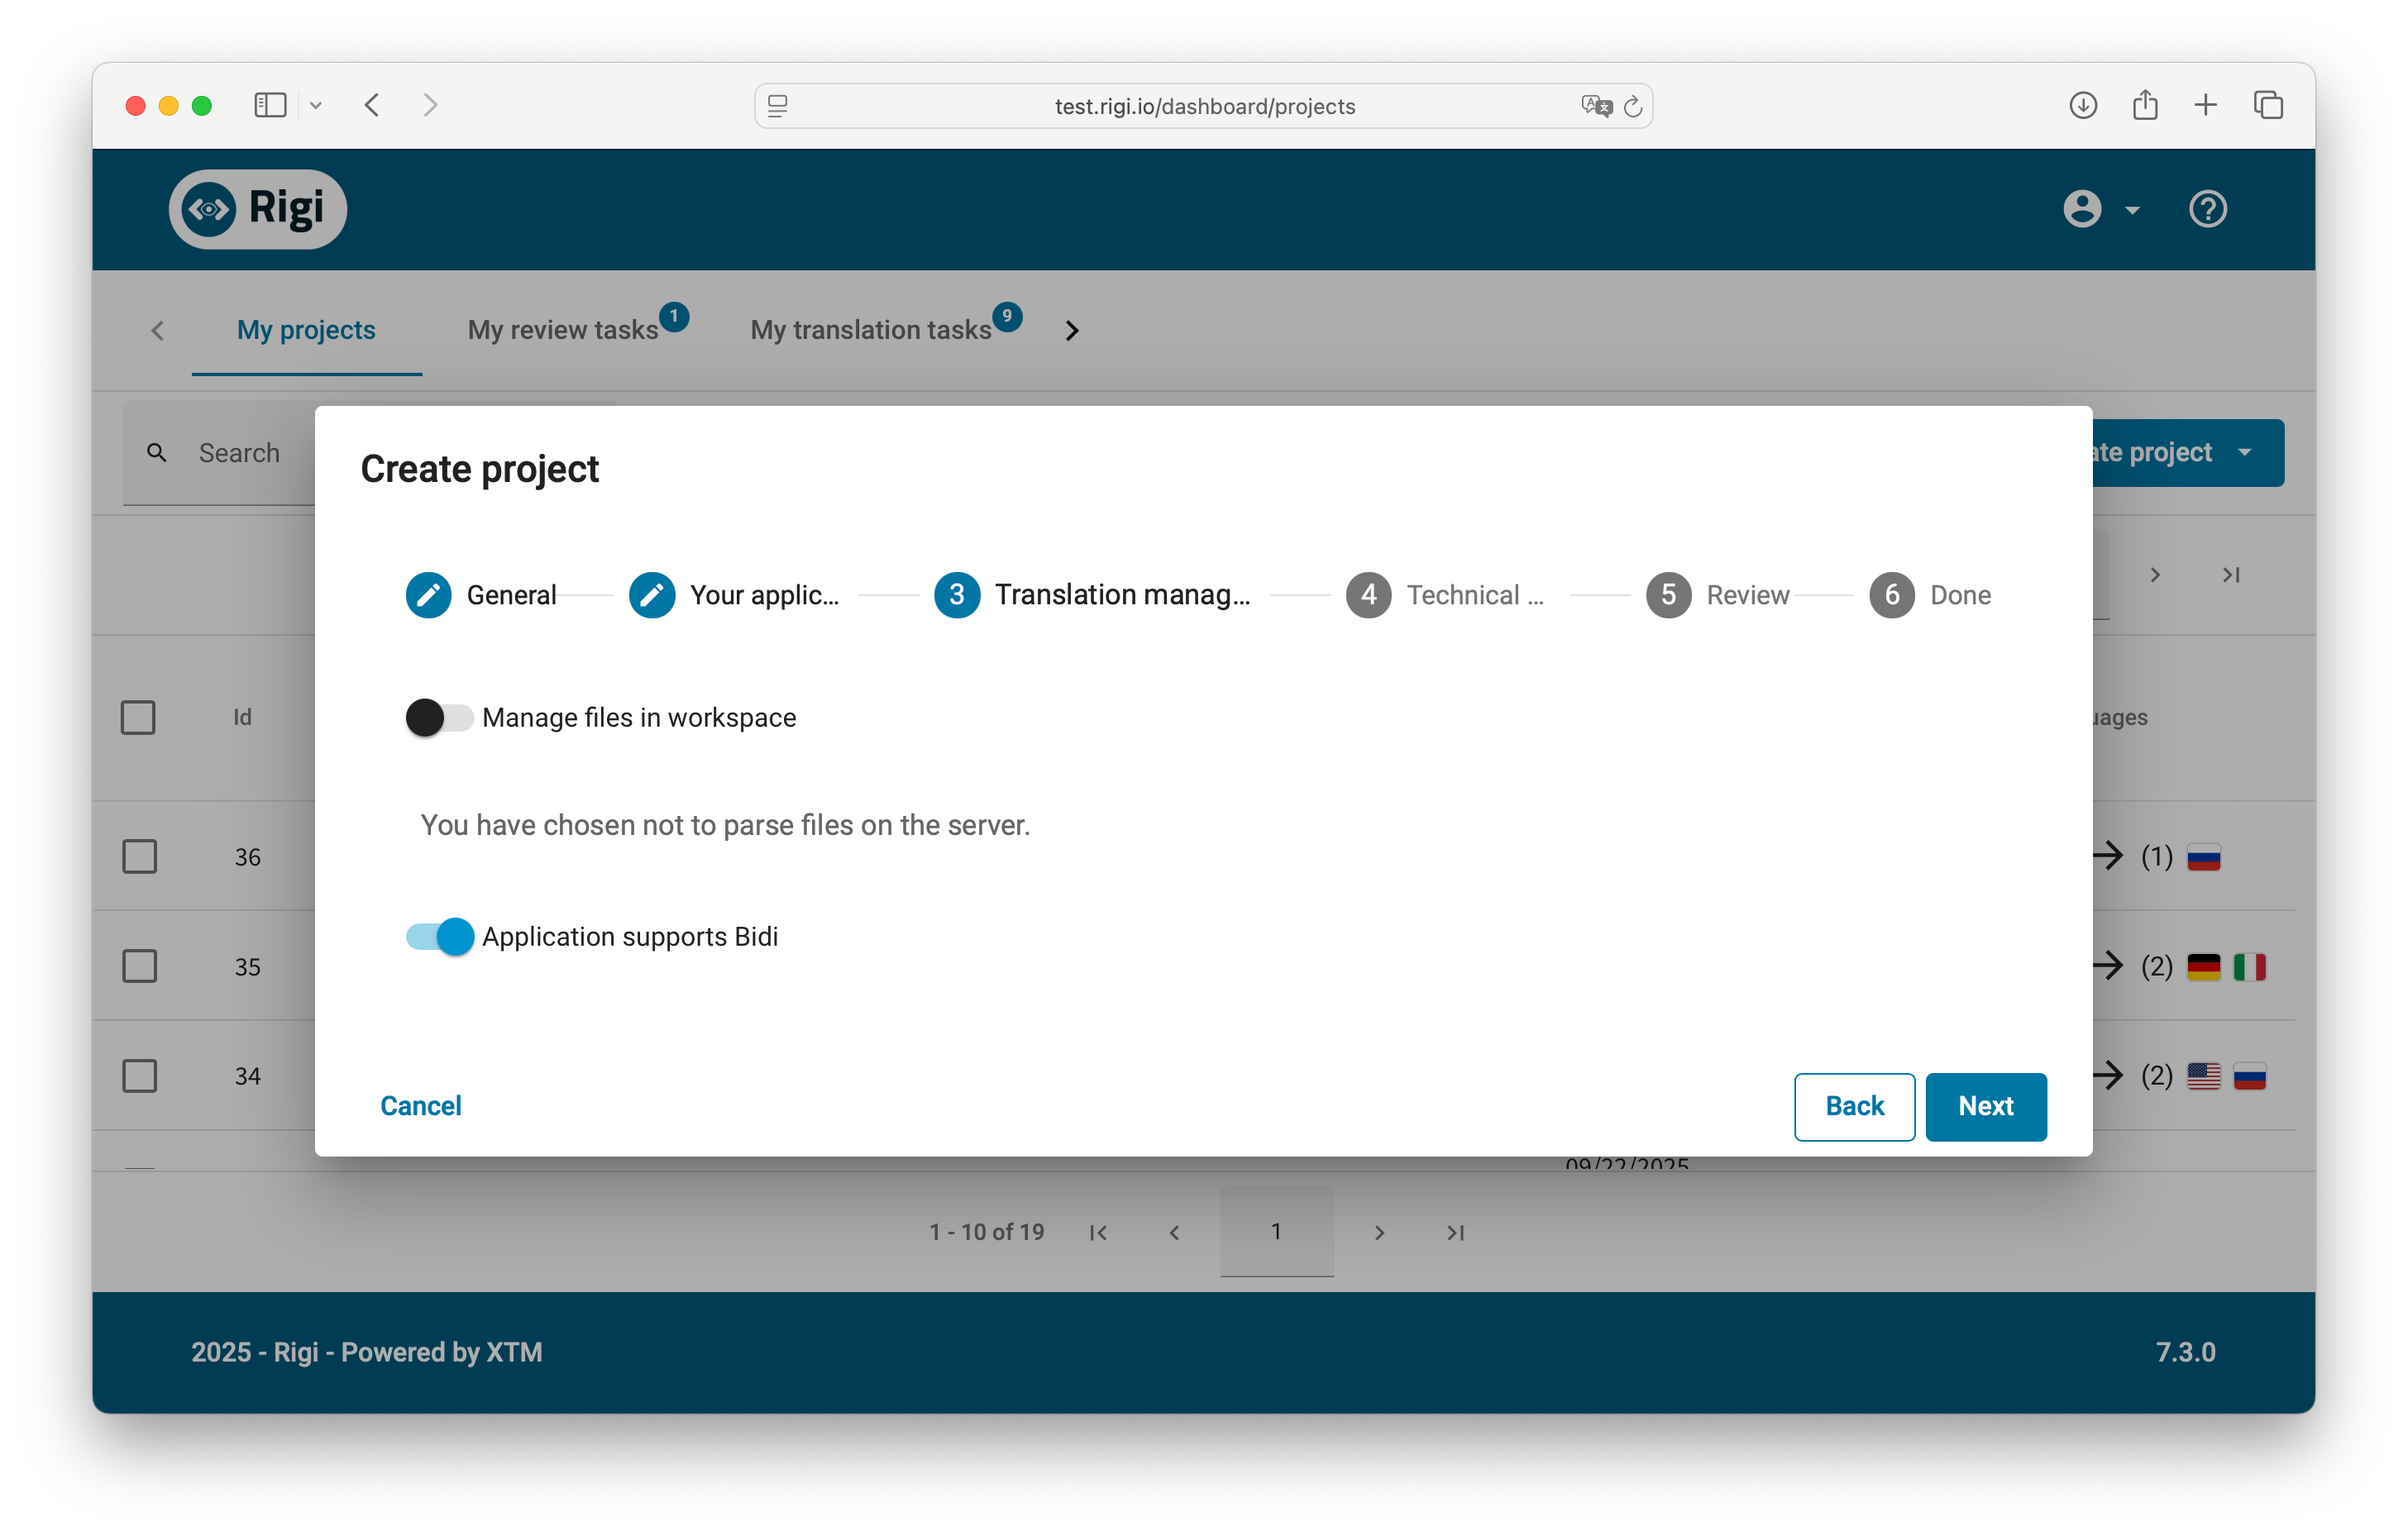 test.rigi.io/dashboard/projects
Rigi
My projects
My review tasks 1
My translation tasks 9
Search
ate project
Create project
General
Your applic...
3 Translation manag...
4 Technical ...
5 Review
6 Done
Manage files in workspace
Id
uages
You have chosen not to parse files on the server.
36
(1)
Application supports Bidi
35
(2)
34
(2)
Cancel
Back
Next
09/22/2025
1 - 10 of 19
1
2025 - Rigi - Powered by XTM
7.3.0